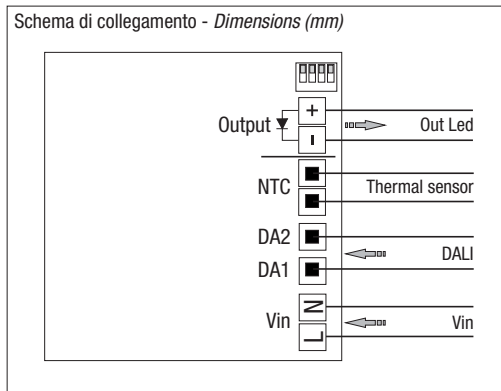 Schema di collegamento - Dimensions (mm)
+
Output Out Led
-
NTC Thermal sensor
DA2
DALI
DA1
N
Vin Vin
L